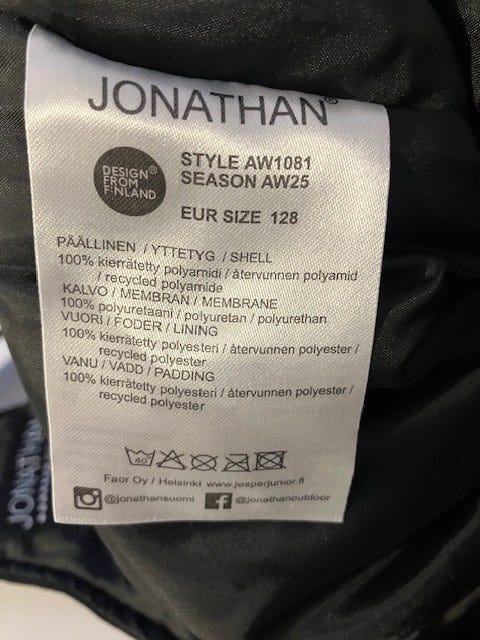 JONATHAN®
DESIGN®
FROM
FINLAND
STYLE AW1081
SEASON AW25
EUR SIZE 128
PÄÄLLINEN / YTTETYG / SHELL
100% kierrätetty polyamidi / återvunnen polyamid
/ recycled polyamide
KALVO / MEMBRAN / MEMBRANE
100% polyuretaani / polyuretan / polyurethan
VUORI / FODER / LINING
100% kierrätetty polyesteri / återvunnen polyester /
recycled polyester
VANU / VADD / PADDING
100% kierrätetty polyesteri / återvunnen polyester /
recycled polyester
40
Faor Oy / Helsinki www.jesperjunior.fi
@jonathansuomi
@jonathanoutdoor
JONATHAN